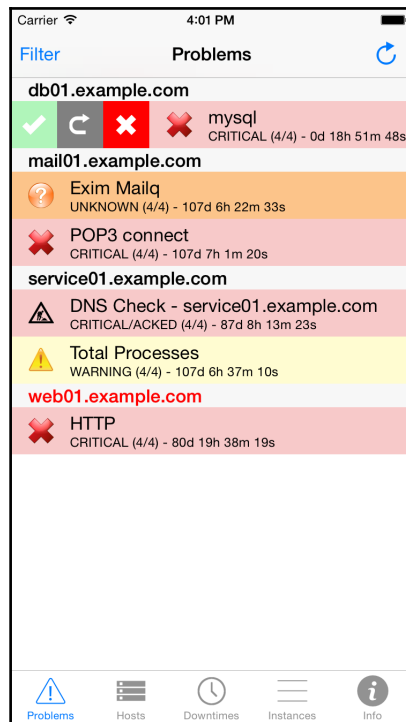 Carrier 4:01 PM
Filter Problems
db01.example.com
mysql
CRITICAL (4/4) - 0d 18h 51m 48s
mail01.example.com
Exim Mailq
UNKNOWN (4/4) - 107d 6h 22m 33s
POP3 connect
CRITICAL (4/4) - 107d 7h 1m 20s
service01.example.com
DNS Check - service01.example.com
CRITICAL/ACKED (4/4) - 87d 8h 13m 23s
Total Processes
WARNING (4/4) - 107d 6h 37m 10s
web01.example.com
HTTP
CRITICAL (4/4) - 80d 19h 38m 19s
Problems Hosts Downtimes Instances Info